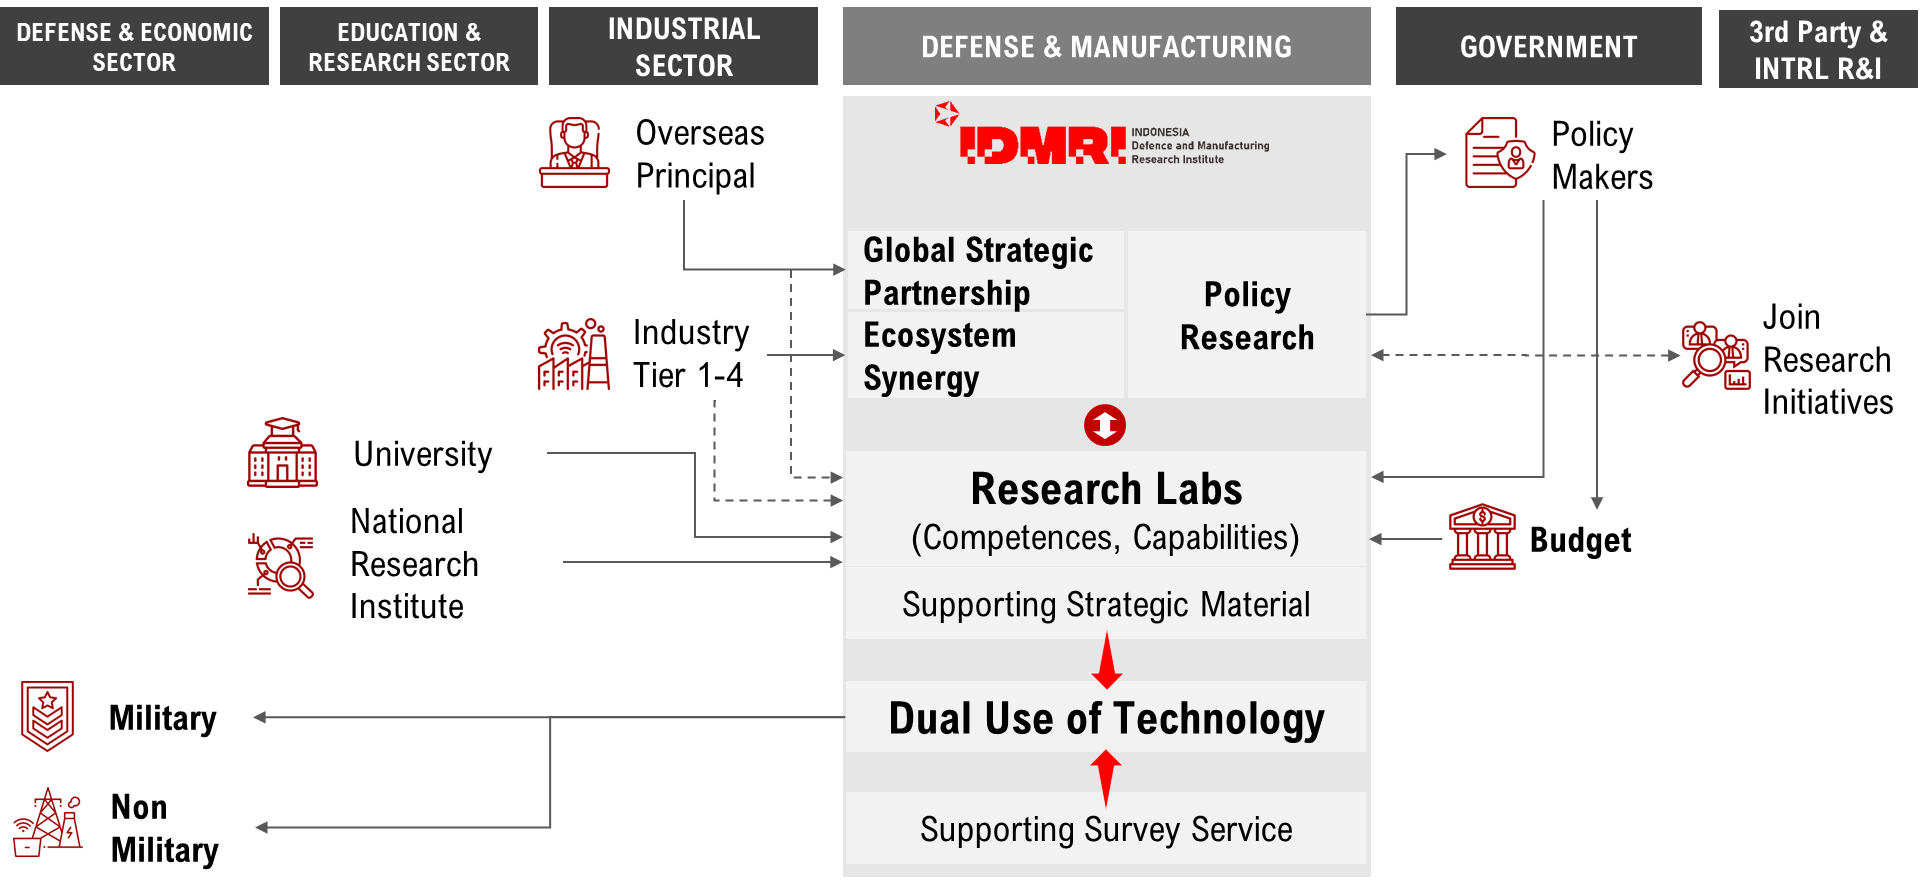 DEFENSE & ECONOMIC
SECTOR
EDUCATION &
RESEARCH SECTOR
INDUSTRIAL
SECTOR
DEFENSE & MANUFACTURING
GOVERNMENT
3rd Party &
INTRL R&I
Overseas
Principal
IDMRI
INDONESIA
Defence and Manufacturing
Research Institute
Policy
Makers
Global Strategic
Partnership
Policy
Research
Industry
Tier 1-4
Ecosystem
Synergy
Join
Research
Initiatives
University
Research Labs
(Competences, Capabilities)
National
Research
Institute
Budget
Supporting Strategic Material
Military
Dual Use of Technology
Non
Military
Supporting Survey Service